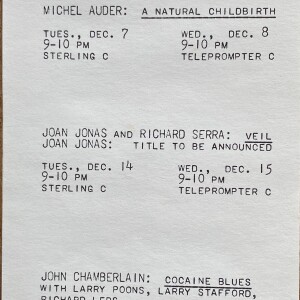 MICHEL AUDER: A NATURAL CHILDBIRTH
TUES., DEC. 7 WED., DEC. 8
9-10 PM 9-10 PM
STERLING C TELEPROMPTER C
JOAN JONAS AND RICHARD SERRA: VEIL
JOAN JONAS: TITLE TO BE ANNOUNCED
TUES., DEC. 14 WED., DEC. 15
9-10 PM 9-10 PM
STERLING C TELEPROMPTER C
JOHN CHAMBERLAIN: COCAINE BLUES
WITH LARRY POONS, LARRY STAFFORD,
RICHARD